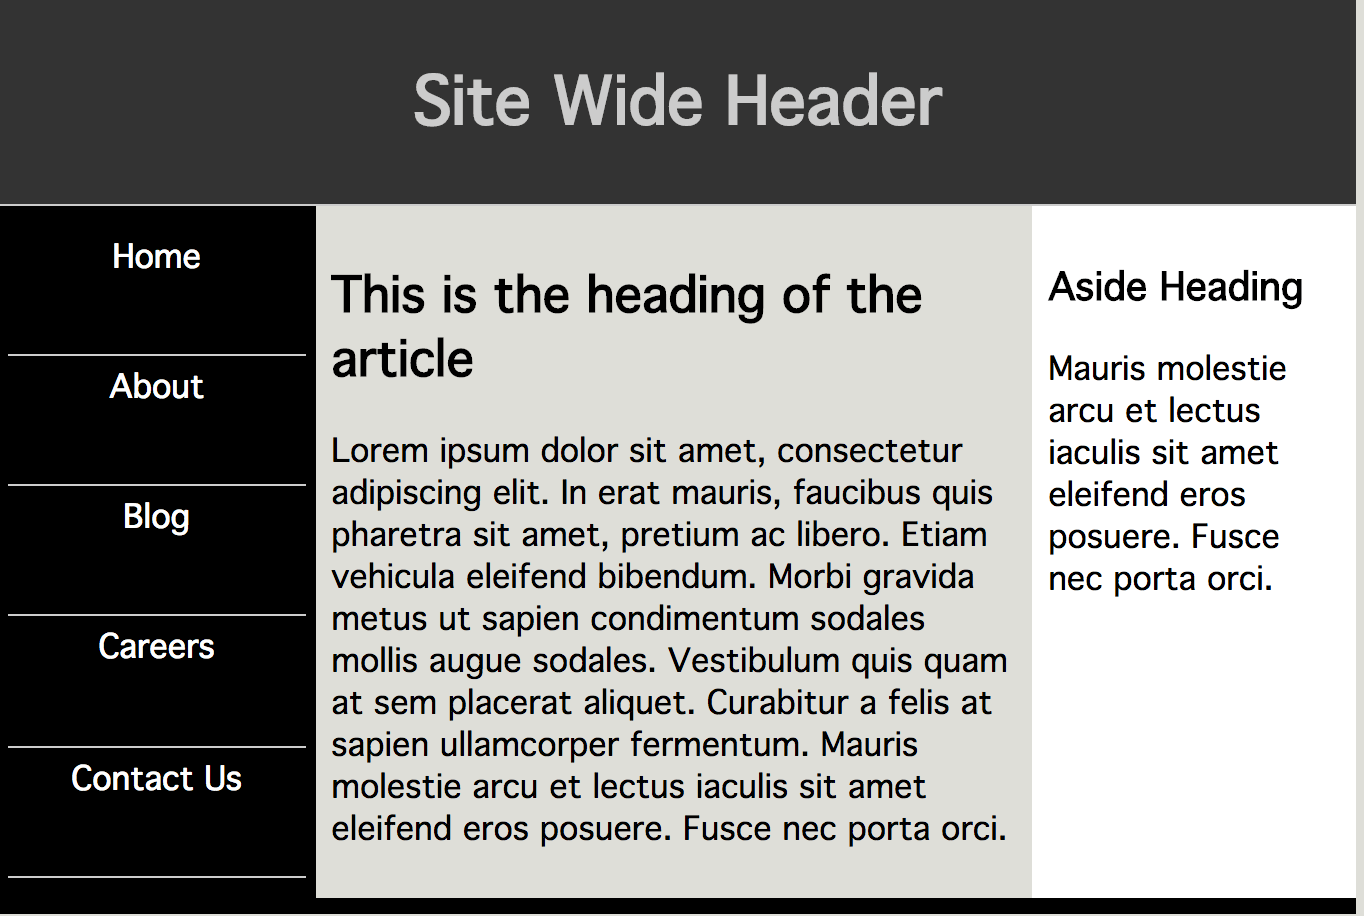 Site Wide Header
Home
About
Blog
Careers
Contact Us
This is the heading of the
article
Lorem ipsum dolor sit amet, consectetur
adipiscing elit. In erat mauris, faucibus quis
pharetra sit amet, pretium ac libero. Etiam
vehicula eleifend bibendum. Morbi gravida
metus ut sapien condimentum sodales
mollis augue sodales. Vestibulum quis quam
at sem placerat aliquet. Curabitur a felis at
sapien ullamcorper fermentum. Mauris
molestie arcu et lectus iaculis sit amet
eleifend eros posuere. Fusce nec porta orci.
Aside Heading
Mauris molestie
arcu et lectus
iaculis sit amet
eleifend eros
posuere. Fusce
nec porta orci.